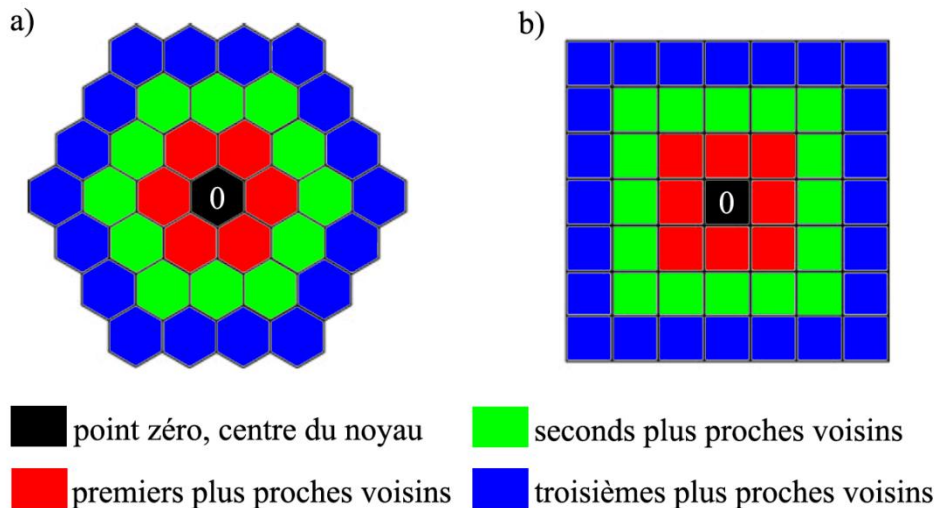 a)
b)
0
0
point zéro, centre du noyau
seconds plus proches voisins
premiers plus proches voisins
troisièmes plus proches voisins